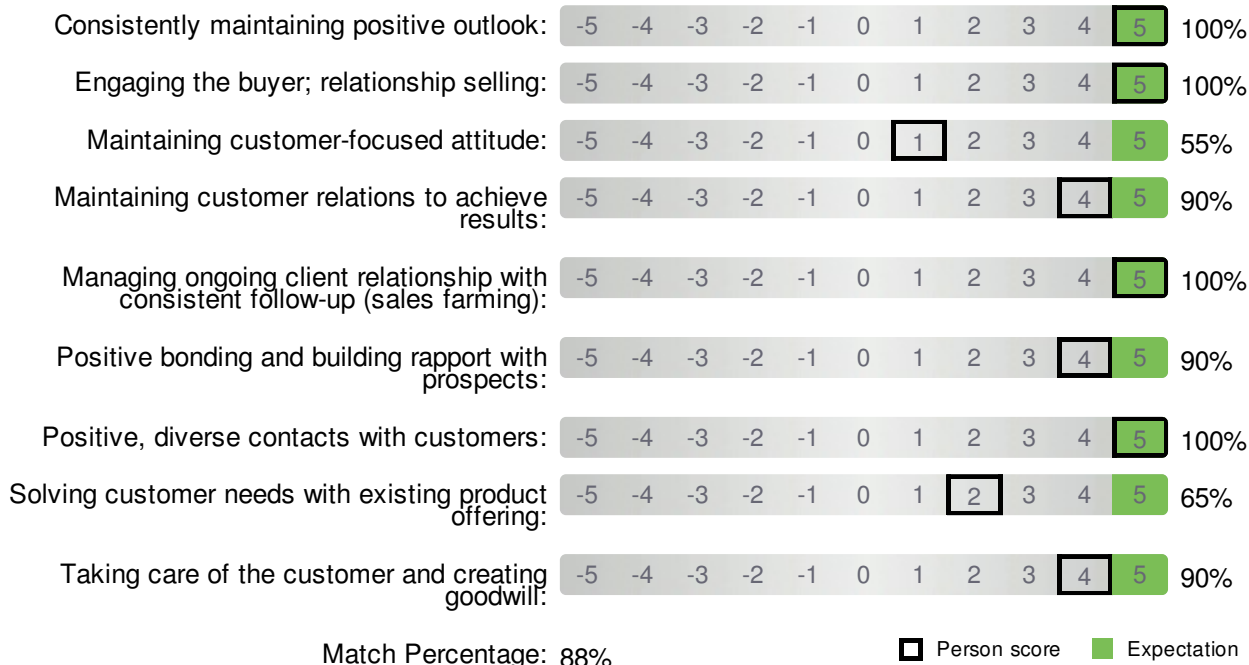 Consistently maintaining positive outlook: -5 -4 -3 -2 -1 0 1 2 3 4 5 100%
Engaging the buyer; relationship selling: -5 -4 -3 -2 -1 0 1 2 3 4 5 100%
Maintaining customer-focused attitude: -5 -4 -3 -2 -1 0 1 2 3 4 5 55%
Maintaining customer relations to achieve
results: -5 -4 -3 -2 -1 0 1 2 3 4 5 90%
Managing ongoing client relationship with
consistent follow-up (sales farming): -5 -4 -3 -2 -1 0 1 2 3 4 5 100%
Positive bonding and building rapport with
prospects: -5 -4 -3 -2 -1 0 1 2 3 4 5 90%
Positive, diverse contacts with customers: -5 -4 -3 -2 -1 0 1 2 3 4 5 100%
Solving customer needs with existing product
offering: -5 -4 -3 -2 -1 0 1 2 3 4 5 65%
Taking care of the customer and creating
goodwill: -5 -4 -3 -2 -1 0 1 2 3 4 5 90%
Match Percentage: 88% Person score Expectation